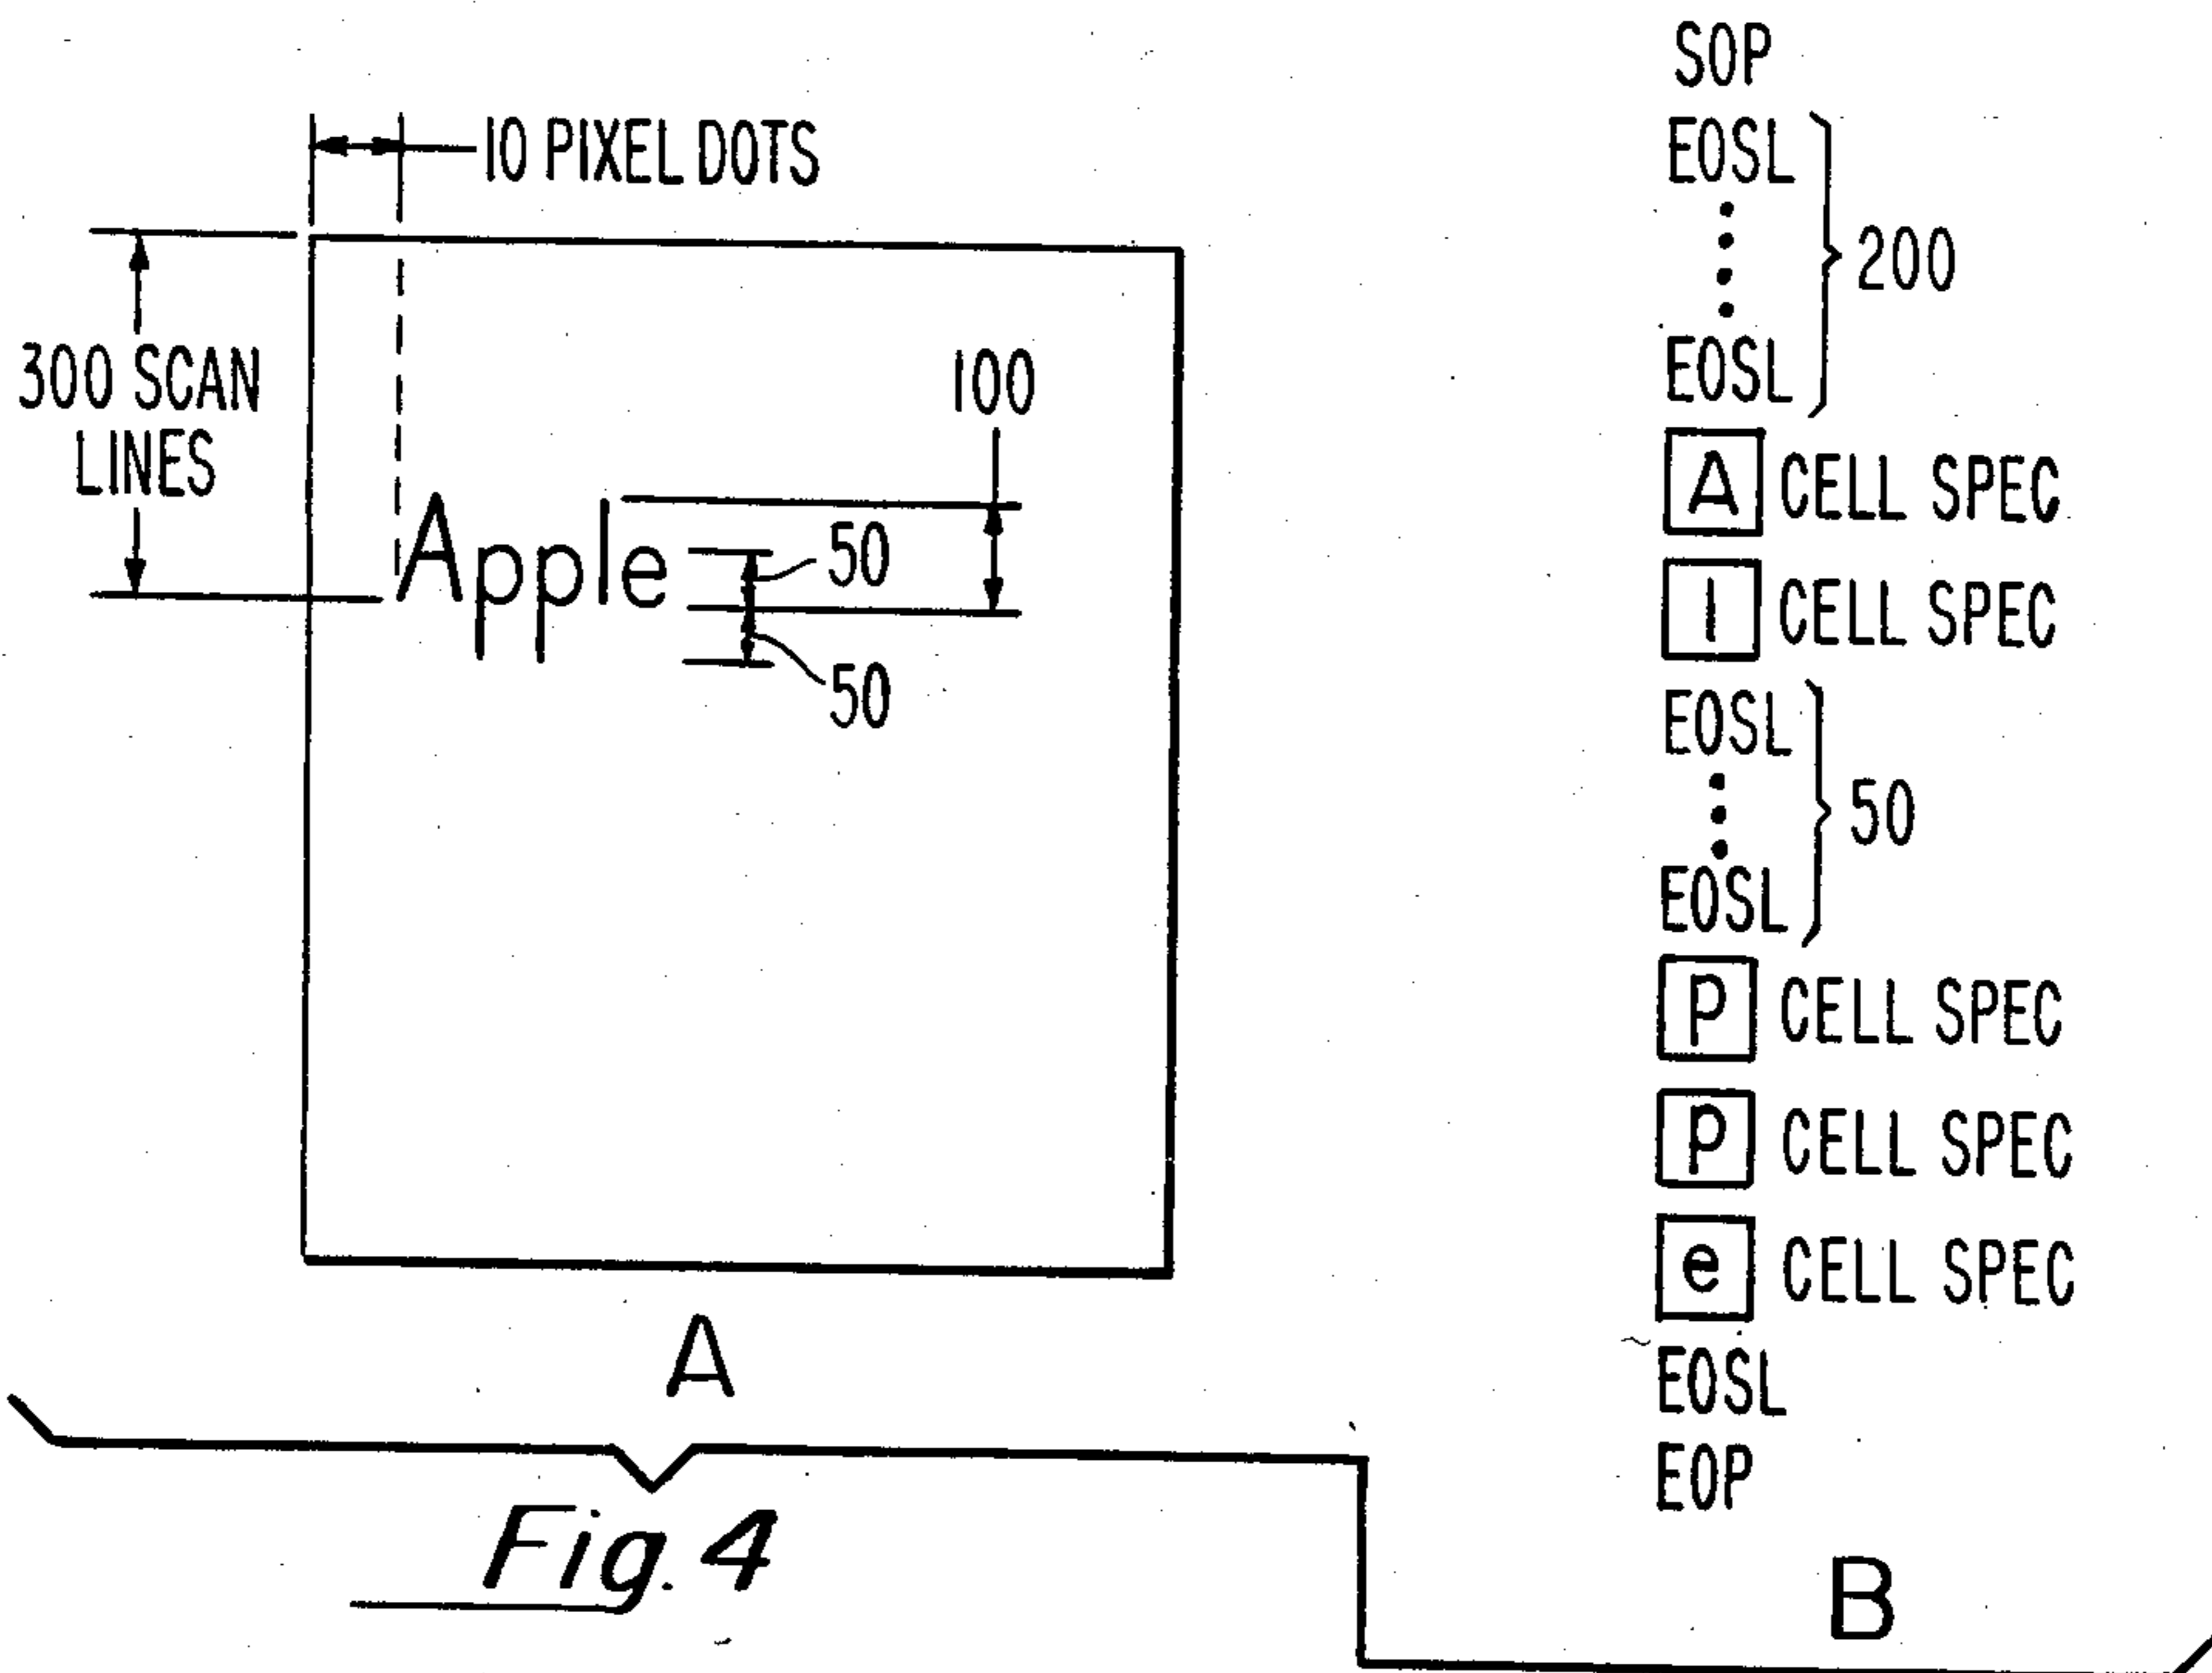 10 PIXEL DOTS
300 SCAN
LINES
100
Apple
50
50
A
Fig. 4
SOP
EOSL
200
EOSL
A CELL SPEC
l CELL SPEC
EOSL
50
EOSL
p CELL SPEC
p CELL SPEC
e CELL SPEC
EOSL
EOP
B